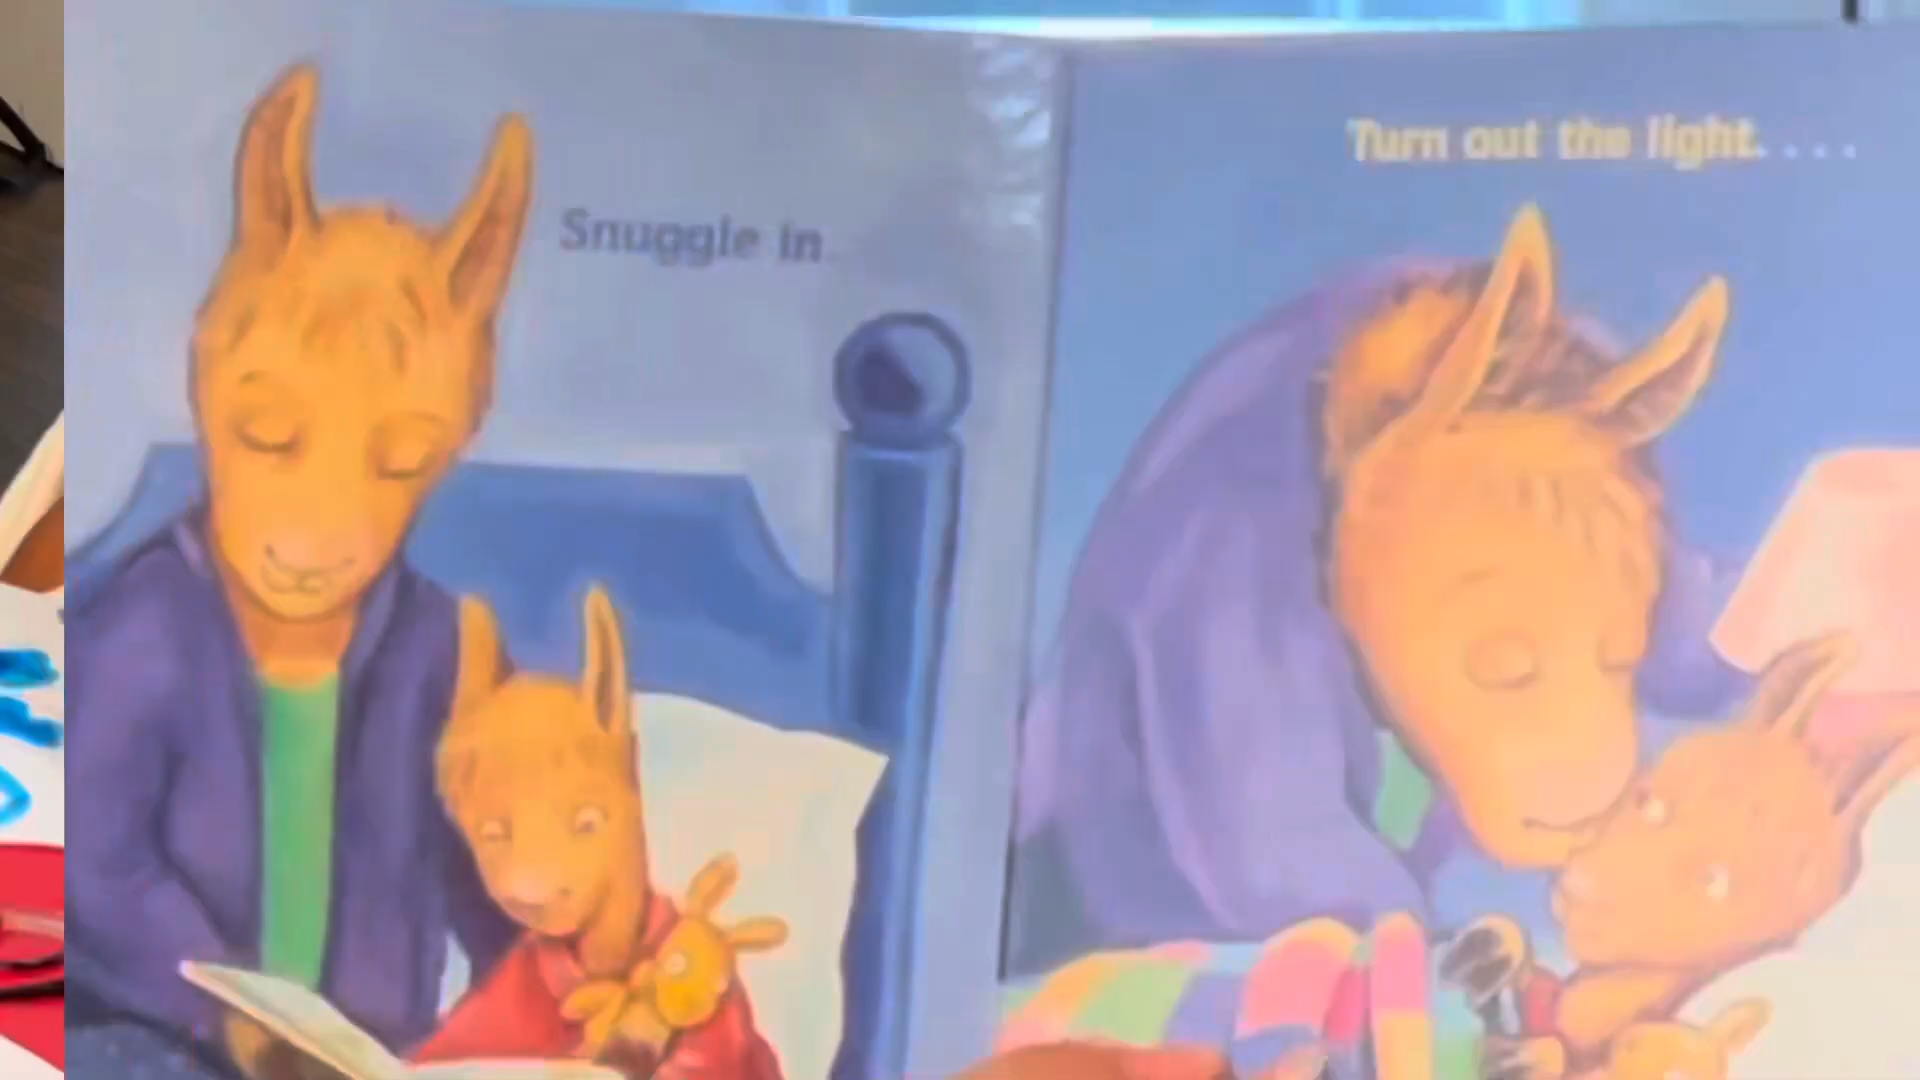 Snuggle in.
Turn out the light. . . . .